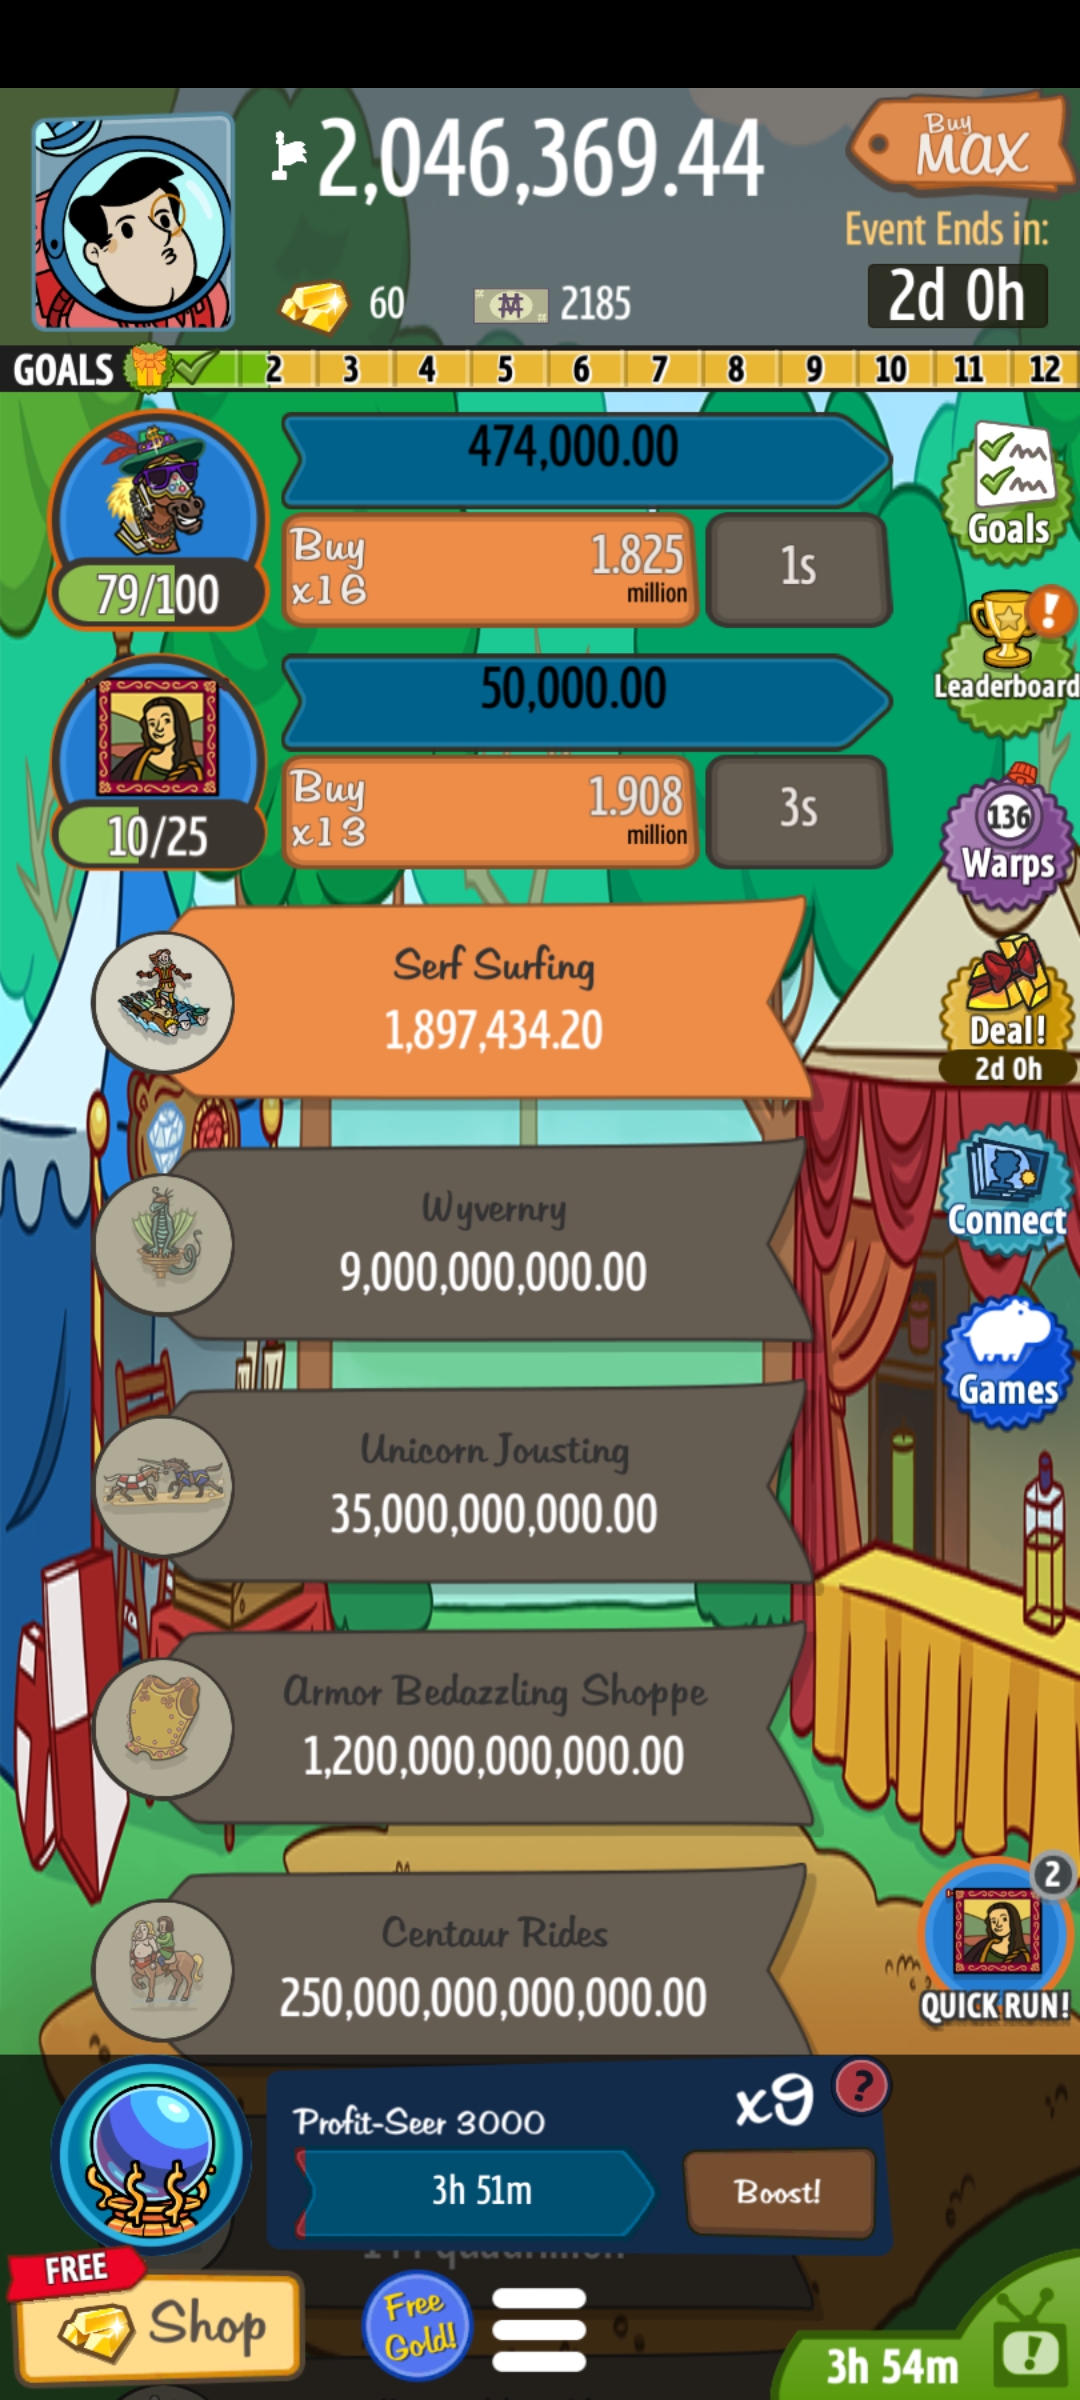 2,046,369.44
Buy
MAX
Event Ends in:
2d 0h
60
2185
GOALS 2 3 4 5 6 7 8 9 10 11 12
474,000.00
Buy
x16
1.825
million
1s
79/100
Goals
50,000.00
Buy
x13
1.908
million
3s
10/25
!
Leaderboard
136
Warps
Serf Surfing
1,897,434.20
Deal!
2d 0h
Wyvernry
9,000,000,000.00
Connect
Unicorn Jousting
35,000,000,000.00
Games
Armor Bedazzling Shoppe
1,200,000,000,000.00
Centaur Rides
250,000,000,000,000.00
2
QUICK RUN!
Profit-Seer 3000
x9
?
3h 51m
Boost!
FREE
Shop
Free
Gold!
3h 54m
!